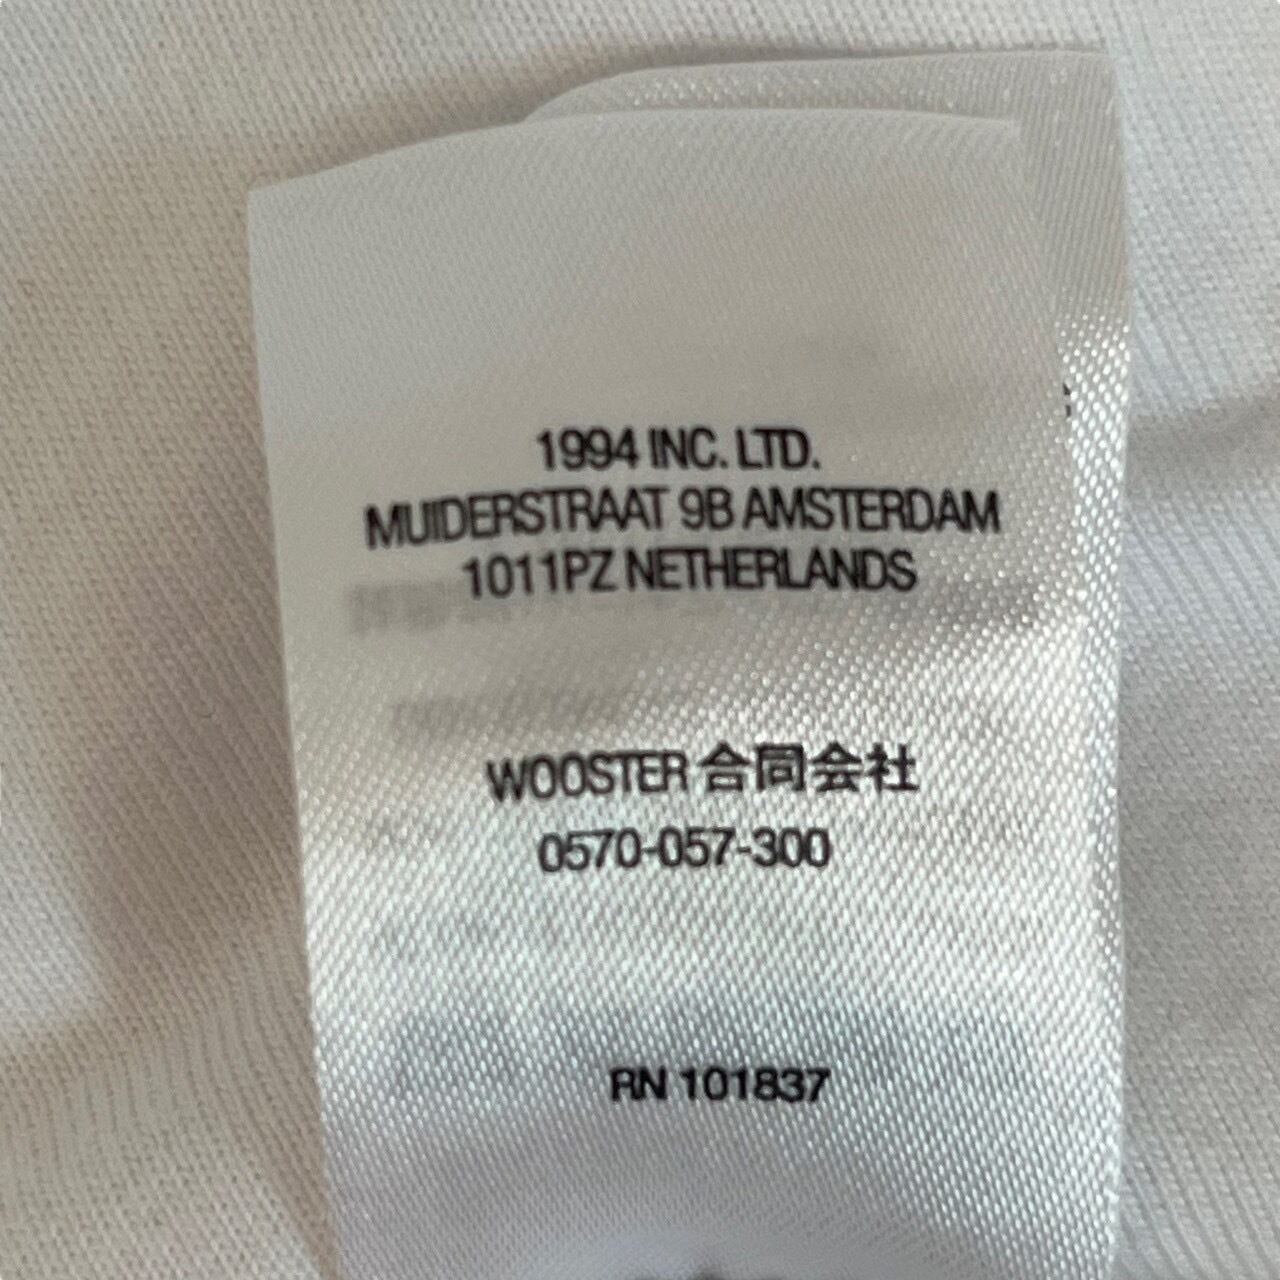 1994 INC. LTD.
MUIDERSTRAAT 9B AMSTERDAM
1011PZ NETHERLANDS
WOOSTER 合同会社
0570-057-300
RN 101837